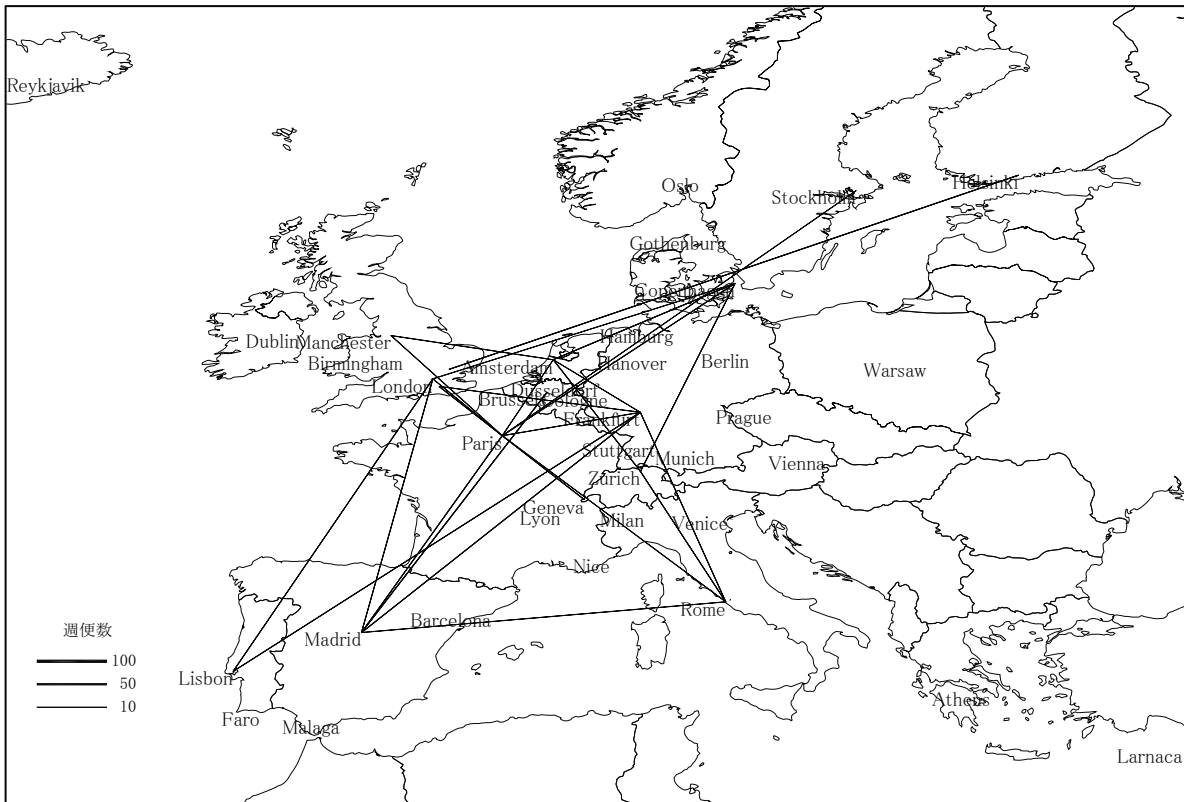 Reykjavik
Oslo
Helsinki
Stockholm
Gothenburg
Copenhagen
Dublin
Manchester
Hamburg
Birmingham
Amsterdam
Hanover
Berlin
Warsaw
London
Düsseldorf
Brussels
Cologne
Frankfurt
Prague
Paris
Stuttgart
Munich
Vienna
Zürich
Geneva
Lyon
Milan
Venice
Nice
Rome
Barcelona
Madrid
週便数
100
50
10
Lisbon
Faro
Malaga
Athens
Larnaca